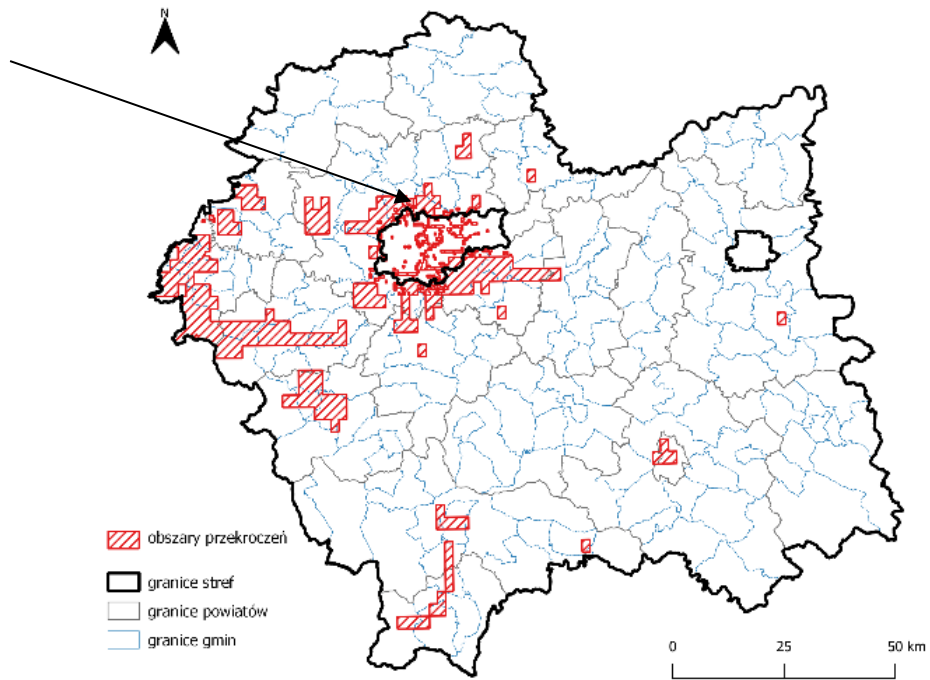 N
obszary przekroczeń
granice stref
granice powiatów
granice gmin
0 25 50 km